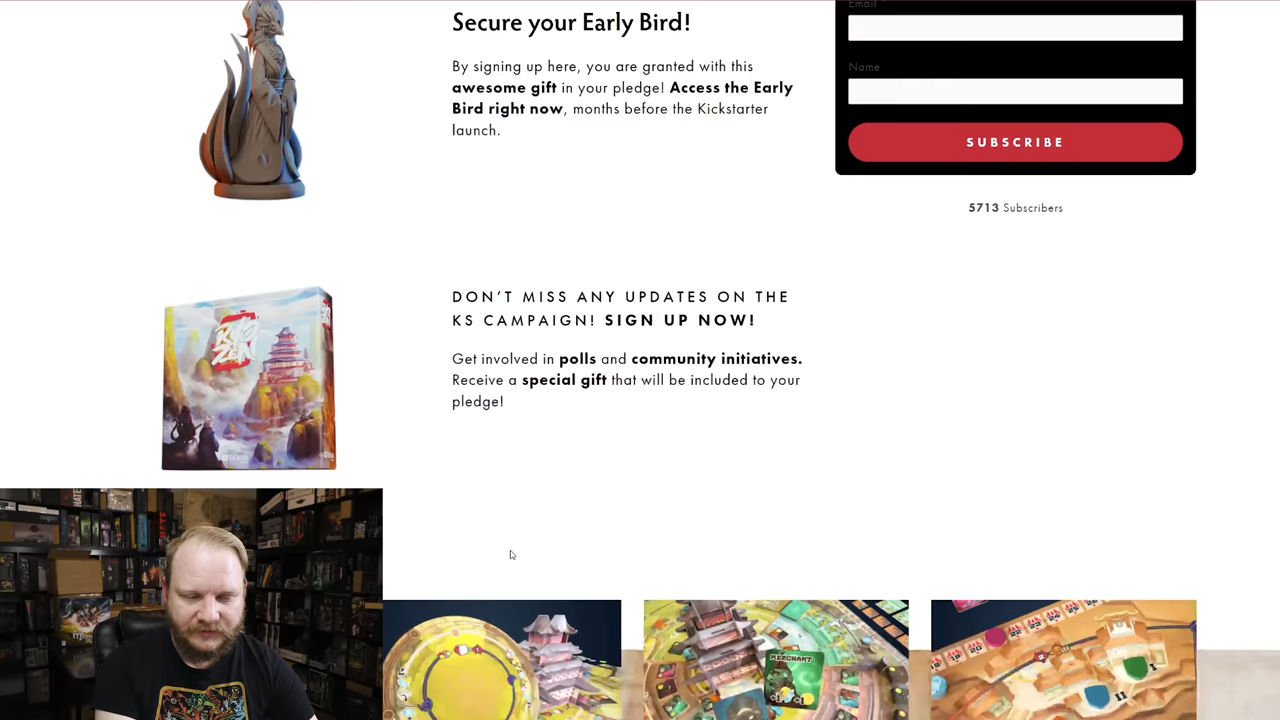 Secure your Early Bird!
By signing up here, you are granted with this
awesome gift in your pledge! Access the Early
Bird right now, months before the Kickstarter
launch.
Email *
Name
SUBSCRIBE
5713 Subscribers
DON'T MISS ANY UPDATES ON THE
KS CAMPAIGN! SIGN UP NOW!
Get involved in polls and community initiatives.
Receive a special gift that will be included to your
pledge!
MERCHANT
I
II